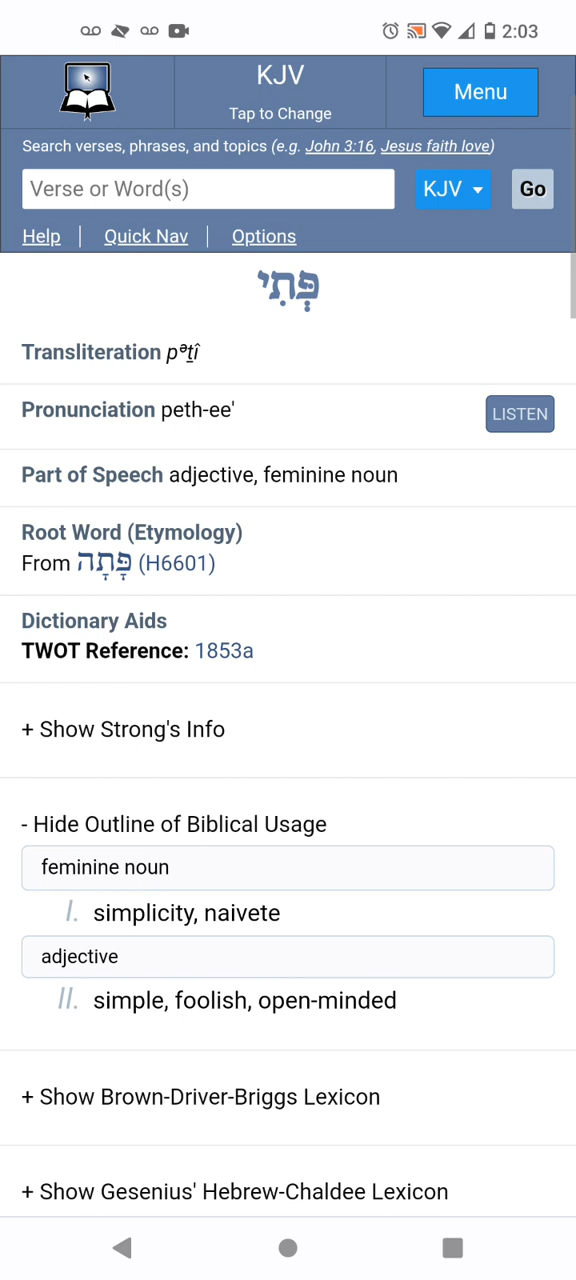 2:03
KJV
Tap to Change
Menu
Search verses, phrases, and topics (e.g. John 3:16, Jesus faith love)
Verse or Word(s)
KJV
Go
Help | Quick Nav | Options
פְּתִי
Transliteration pᵊṯî
Pronunciation peth-ee'
LISTEN
Part of Speech adjective, feminine noun
Root Word (Etymology)
From פָּתָה (H6601)
Dictionary Aids
TWOT Reference: 1853a
+ Show Strong's Info
- Hide Outline of Biblical Usage
feminine noun
I. simplicity, naivete
adjective
II. simple, foolish, open-minded
+ Show Brown-Driver-Briggs Lexicon
+ Show Gesenius' Hebrew-Chaldee Lexicon